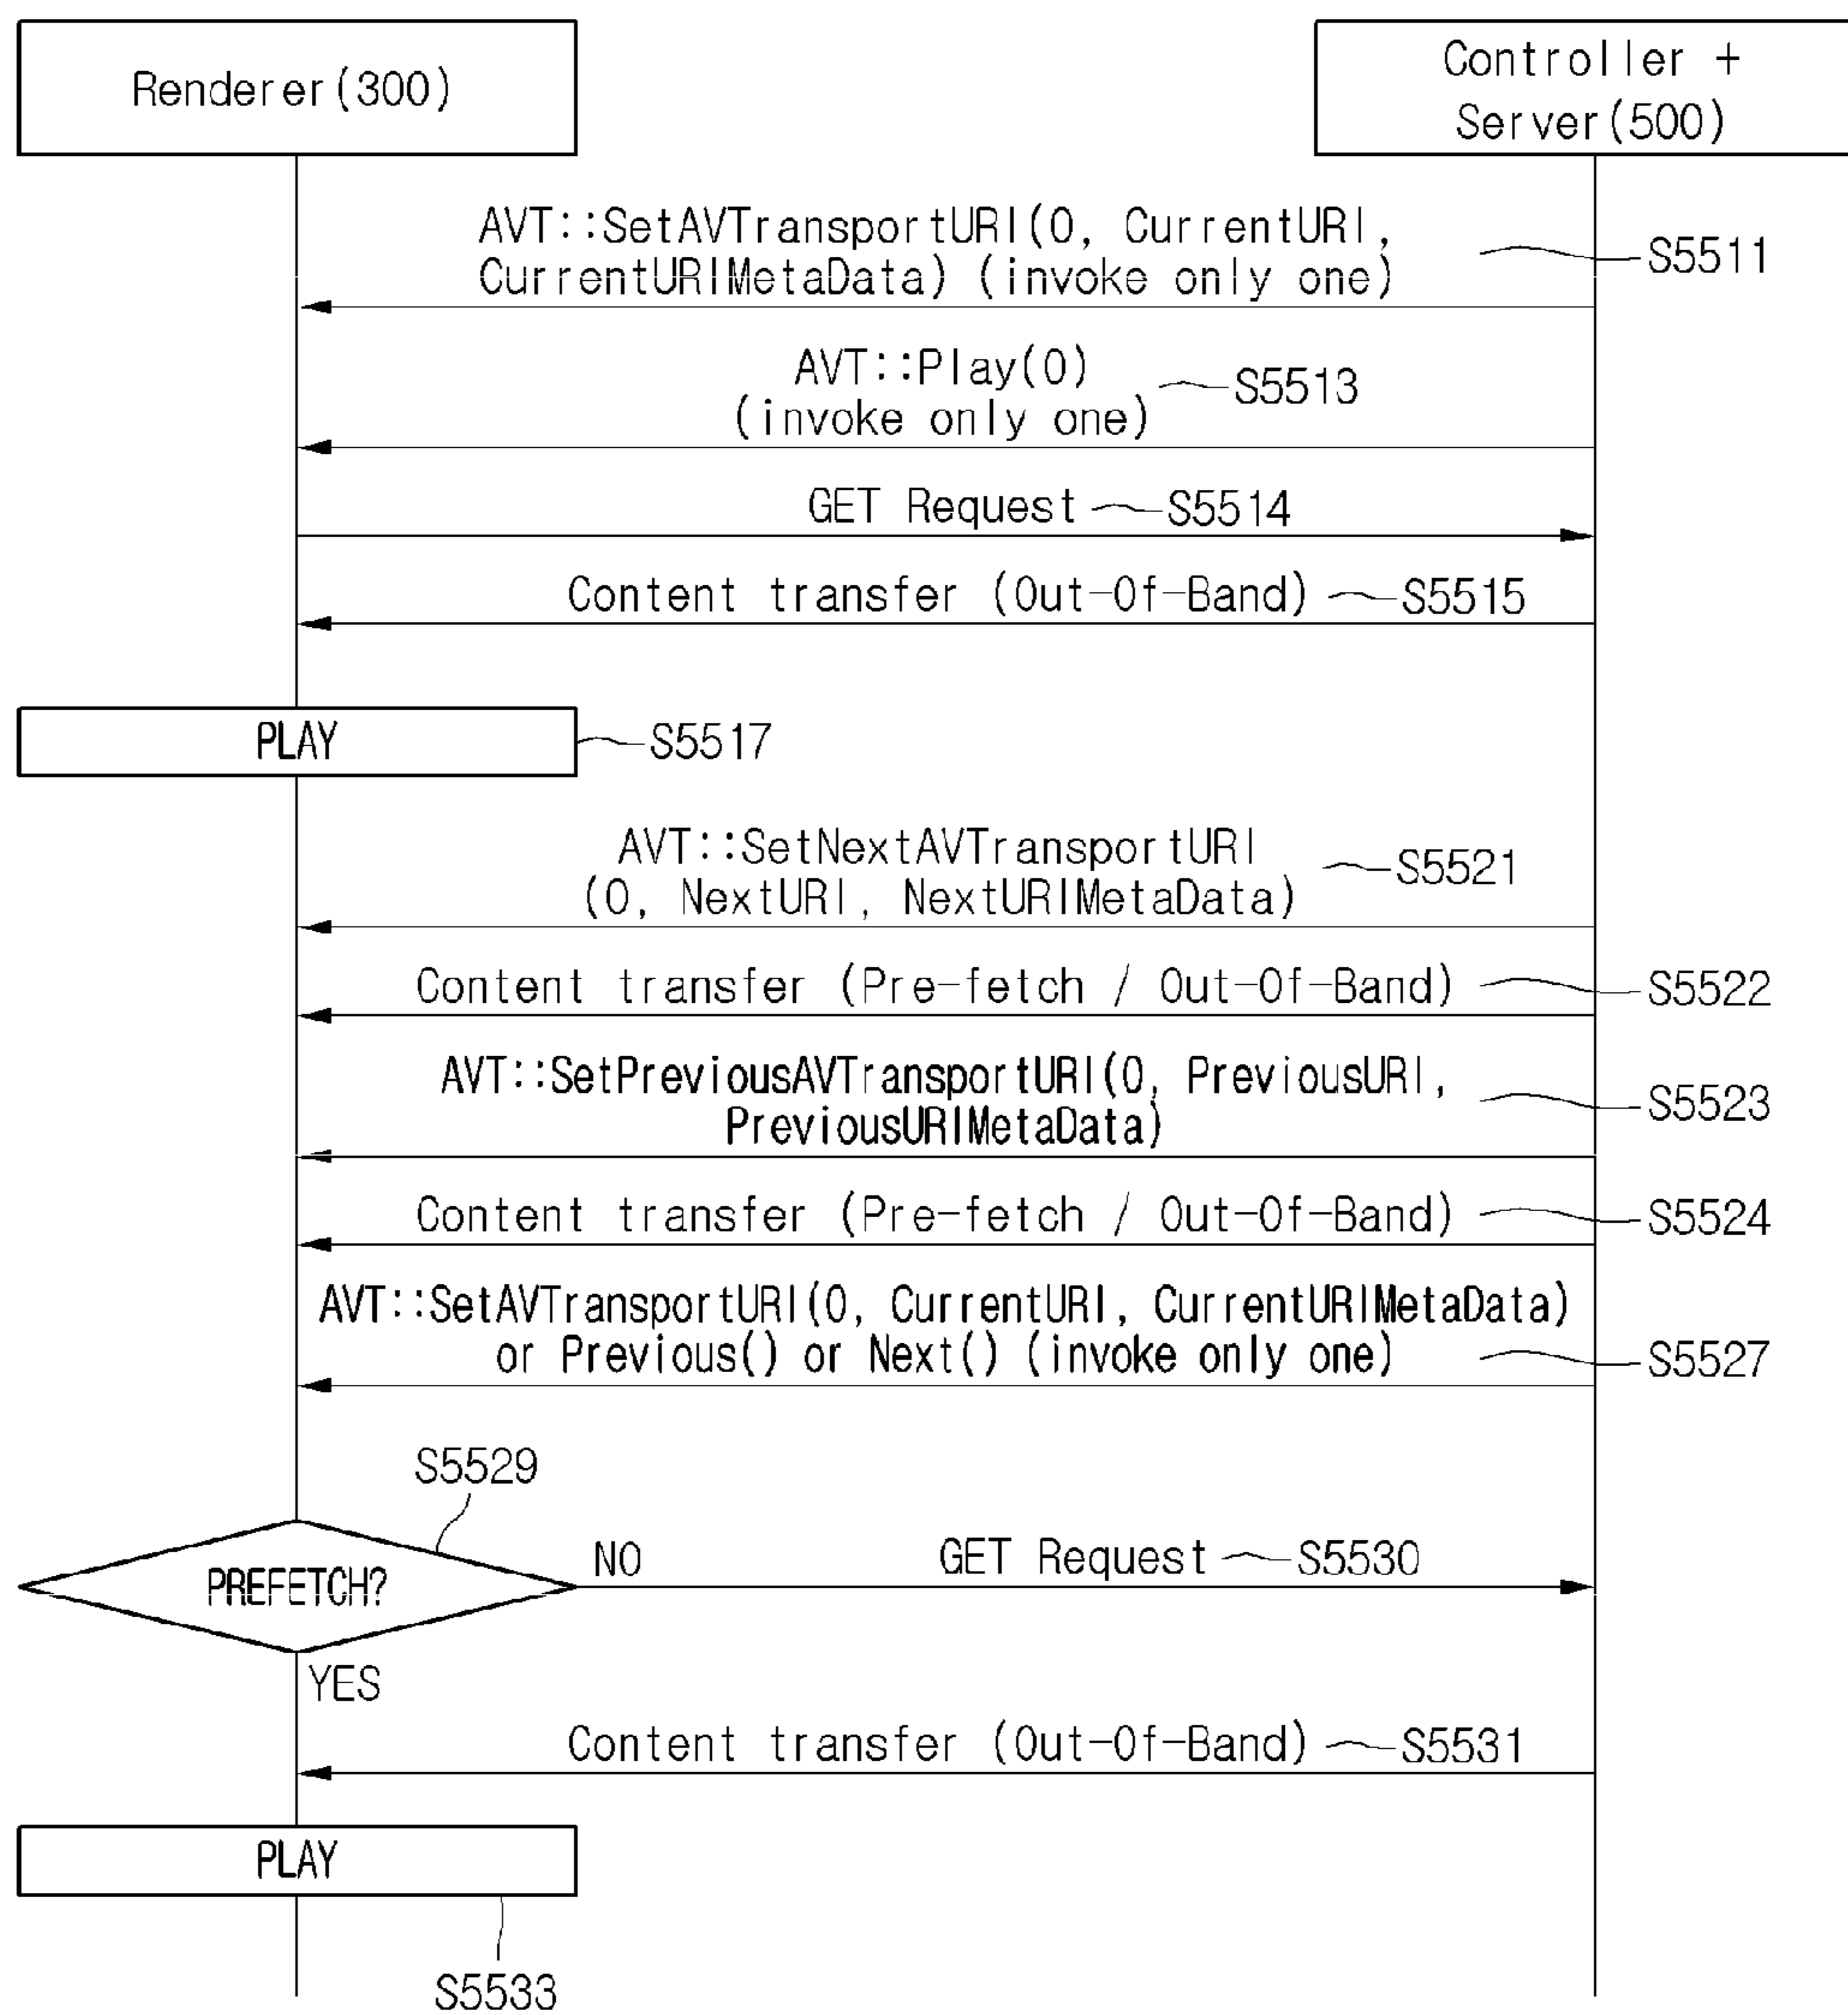 Renderer(300)
Controller +
Server(500)
AVT::SetAVTransportURI(0, CurrentURI,
CurrentURIMetaData) (invoke only one)
S5511
AVT::Play(0)
(invoke only one)
S5513
GET Request
S5514
Content transfer (Out-Of-Band)
S5515
PLAY
S5517
AVT::SetNextAVTransportURI
(0, NextURI, NextURIMetaData)
S5521
Content transfer (Pre-fetch / Out-Of-Band)
S5522
AVT::SetPreviousAVTransportURI(0, PreviousURI,
PreviousURIMetaData)
S5523
Content transfer (Pre-fetch / Out-Of-Band)
S5524
AVT::SetAVTransportURI(0, CurrentURI, CurrentURIMetaData)
or Previous() or Next() (invoke only one)
S5527
S5529
PREFETCH?
NO
GET Request
S5530
YES
Content transfer (Out-Of-Band)
S5531
PLAY
S5533